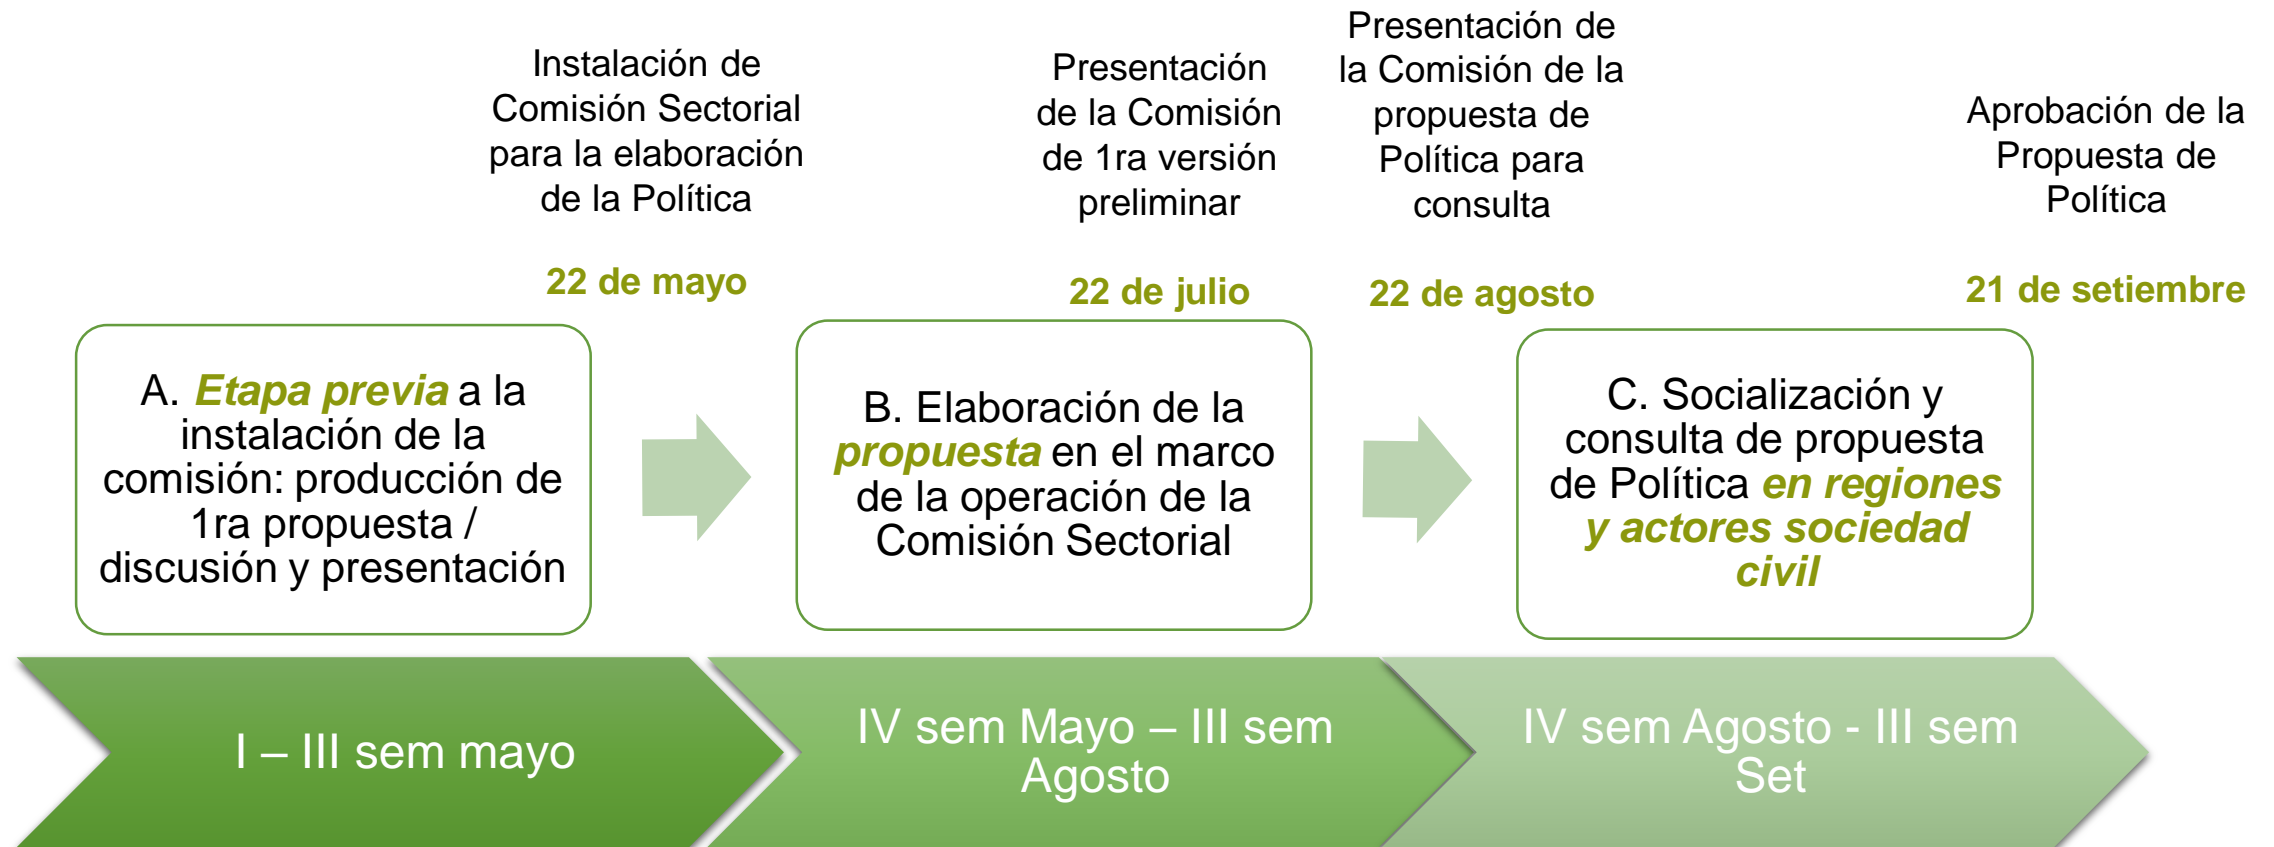 Instalación de
Comisión Sectorial
para la elaboración
de la Política
22 de mayo
Presentación
de la Comisión
de 1ra versión
preliminar
22 de julio
Presentación de
la Comisión de la
propuesta de
Política para
consulta
22 de agosto
Aprobación de la
Propuesta de
Política
21 de setiembre
A. Etapa previa a la
instalación de la
comisión: producción de
1ra propuesta /
discusión y presentación
B. Elaboración de la
propuesta en el marco
de la operación de la
Comisión Sectorial
C. Socialización y
consulta de propuesta
de Política en regiones
y actores sociedad
civil
I – III sem mayo
IV sem Mayo – III sem
Agosto
IV sem Agosto - III sem
Set